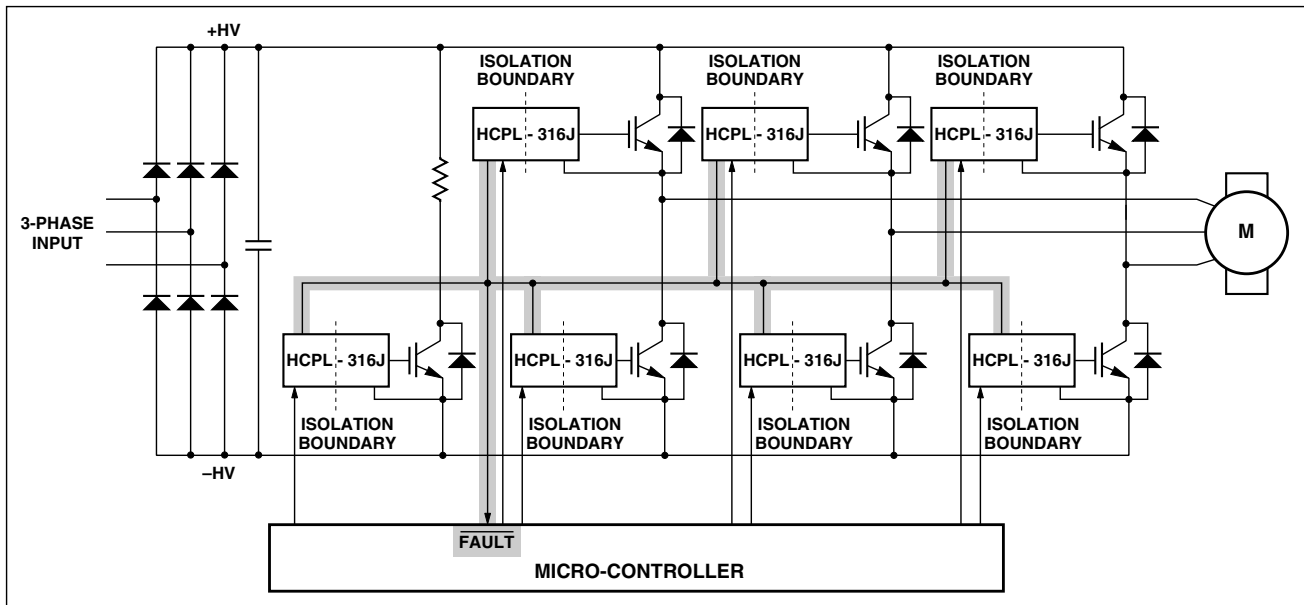 +HV
ISOLATION
BOUNDARY
ISOLATION
BOUNDARY
ISOLATION
BOUNDARY
HCPL - 316J
HCPL - 316J
HCPL - 316J
3-PHASE
INPUT
M
HCPL - 316J
HCPL - 316J
HCPL - 316J
HCPL - 316J
ISOLATION
BOUNDARY
ISOLATION
BOUNDARY
ISOLATION
BOUNDARY
ISOLATION
BOUNDARY
–HV
FAULT
MICRO-CONTROLLER